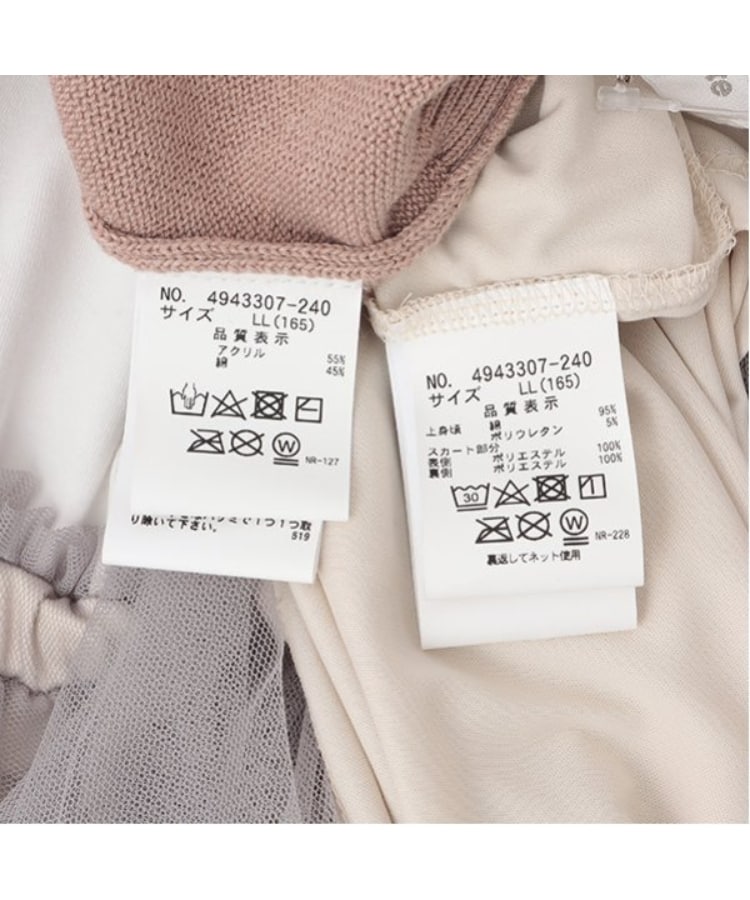 NO. 4943307-240
サイズ LL(165)
品質表示
アクリル 55%
綿 45%
NR-127
り除いて下さい。
519
NO. 4943307-240
サイズ LL(165)
品質表示
上身頃 綿 95%
ポリウレタン 5%
スカート部分
表側 ポリエステル 100%
裏側 ポリエステル 100%
30
W
W
NR-228
裏返してネット使用